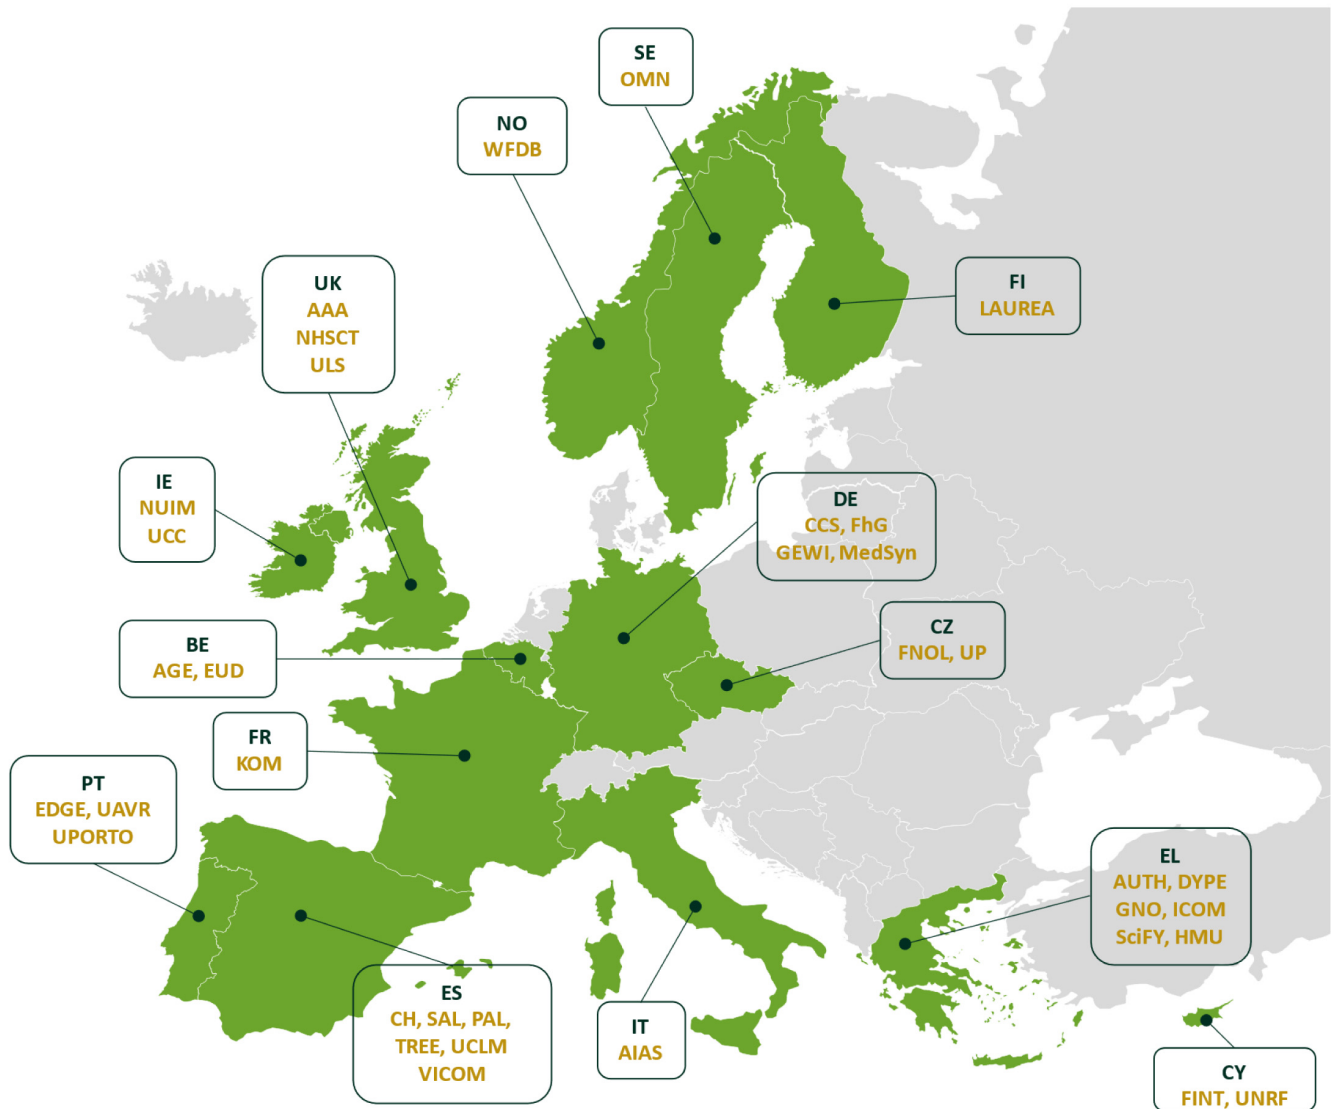 SE
OMN
NO
WFDB
UK
AAA
NHSCT
ULS
FI
LAUREA
IE
NUIM
UCC
DE
CCS, FhG
GEWI, MedSyn
BE
AGE, EUD
CZ
FNOL, UP
FR
KOM
PT
EDGE, UAVR
UPORTO
EL
AUTH, DYPE
GNO, ICOM
SciFY, HMU
ES
CH, SAL, PAL,
TREE, UCLM
VICOM
IT
AIAS
CY
FINT, UNRF